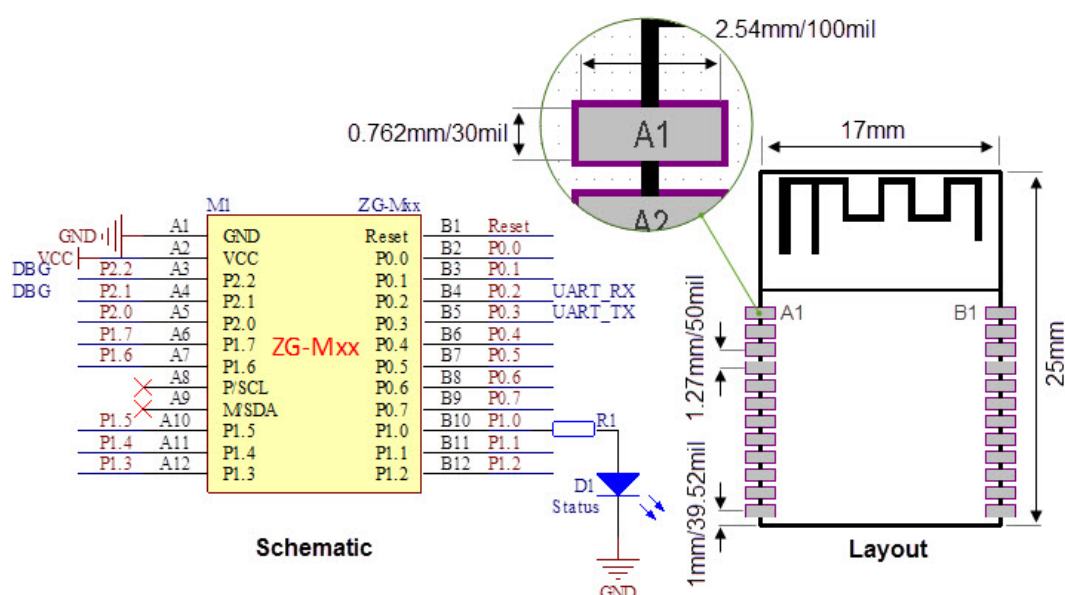 2.54mm/100mil
0.762mm/30mil
A1
A2
17mm
M1 ZG-Mxx
GND A1 GND Reset B1 Reset
VCC A2 VCC P0.0 B2 P0.0
DBG P2.2 A3 P2.2 P0.1 B3 P0.1
DBG P2.1 A4 P2.1 P0.2 B4 P0.2 UART_RX
P2.0 A5 P2.0 P0.3 B5 P0.3 UART_TX
P1.7 A6 P1.7 P0.4 B6 P0.4
ZG-Mxx
P1.6 A7 P1.6 P0.5 B7 P0.5
A8 P/SCL P0.6 B8 P0.6
A9 M/SDA P0.7 B9 P0.7
P1.5 A10 P1.5 P1.0 B10 P1.0 R1
P1.4 A11 P1.4 P1.1 B11 P1.1
P1.3 A12 P1.3 P1.2 B12 P1.2
D1
Status
GND
Schematic
A1 B1
1.27mm/50mil
25mm
1mm/39.52mil
Layout